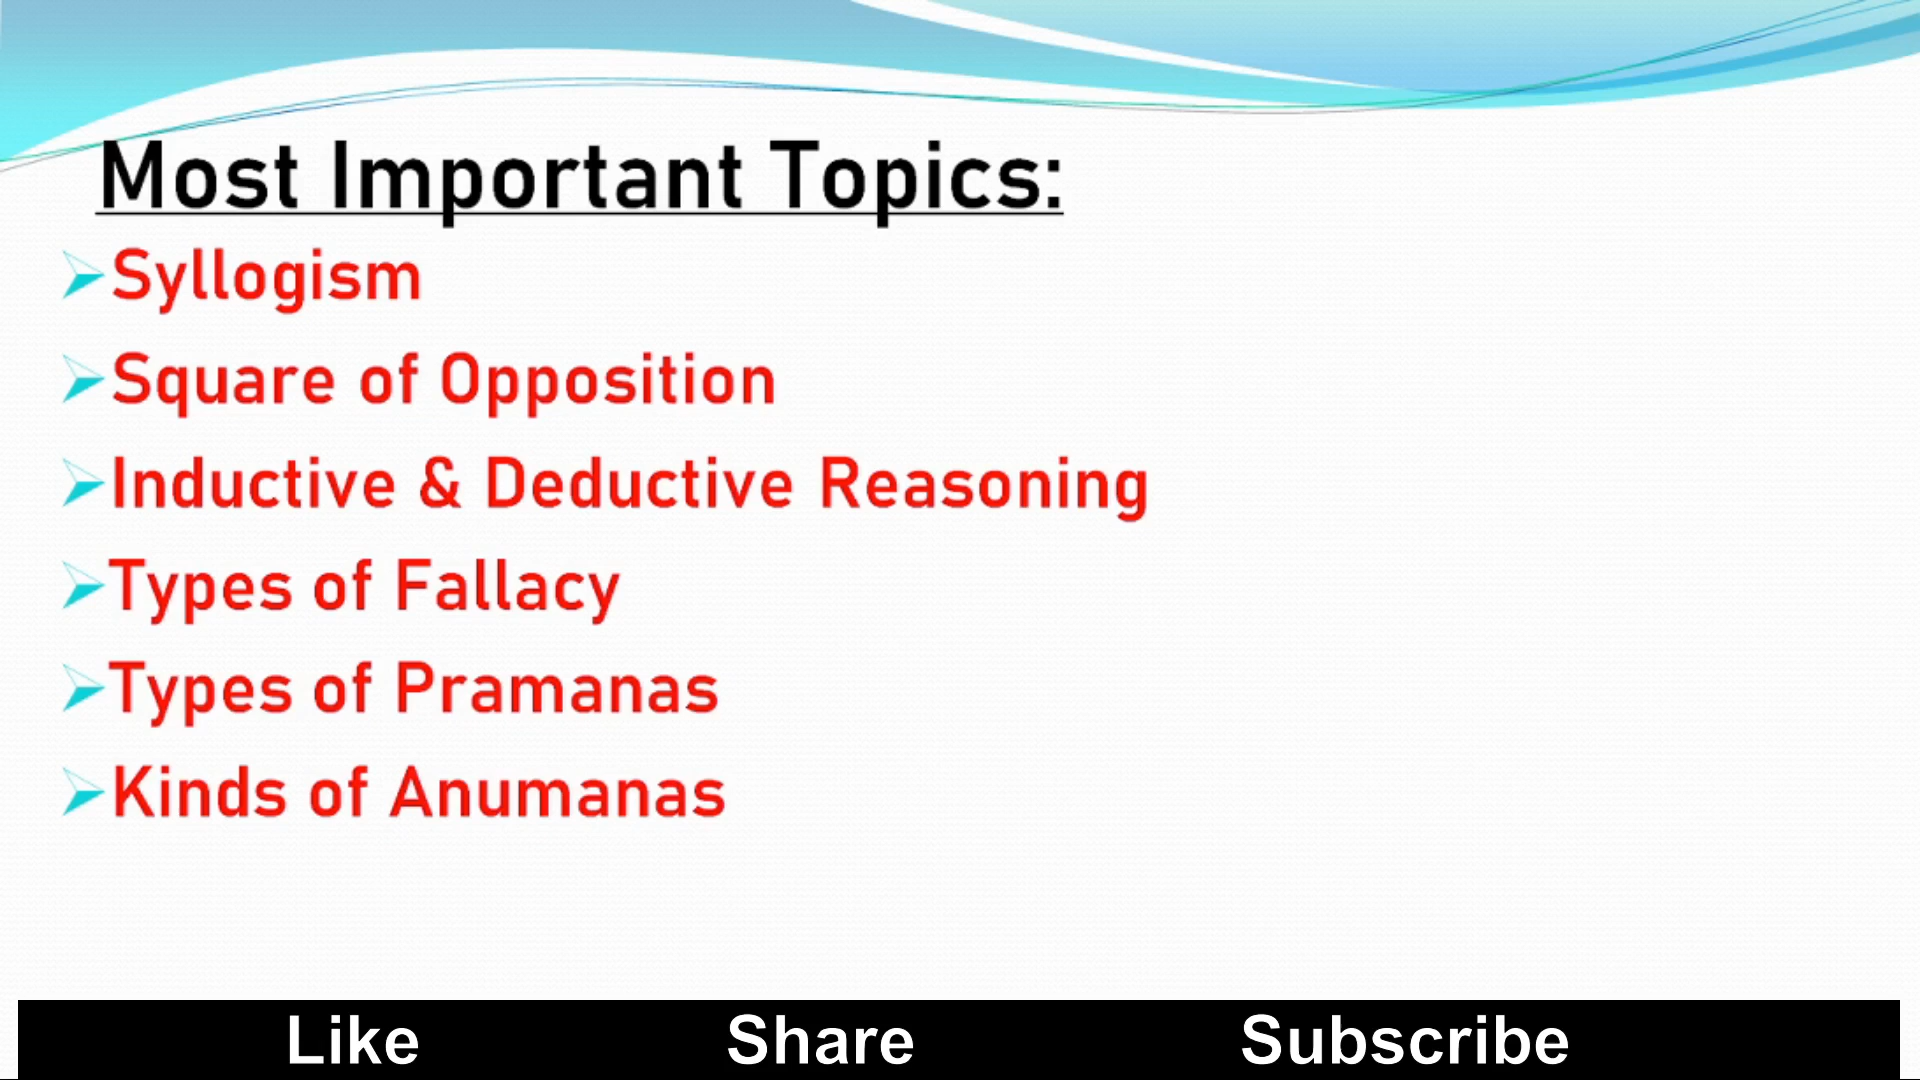 Most Important Topics:
Syllogism
Square of Opposition
Inductive & Deductive Reasoning
Types of Fallacy
Types of Pramanas
Kinds of Anumanas
Like Share Subscribe